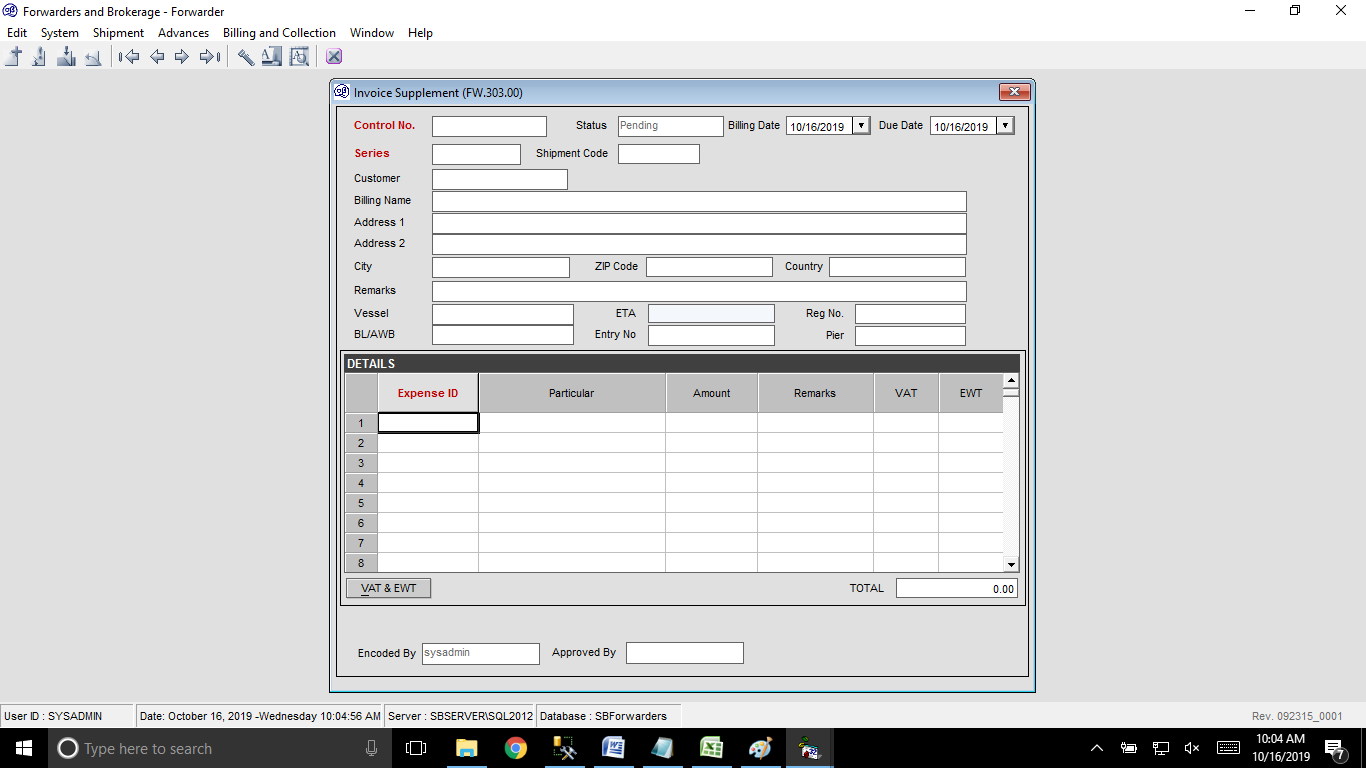 Forwarders and Brokerage - Forwarder
Edit System Shipment Advances Billing and Collection Window Help
Invoice Supplement (FW.303.00)
Control No. Status Pending Billing Date 10/16/2019 Due Date 10/16/2019
Series Shipment Code
Customer
Billing Name
Address 1
Address 2
City ZIP Code Country
Remarks
Vessel ETA Reg No.
BL/AWB Entry No Pier
DETAILS
Expense ID Particular Amount Remarks VAT EWT
1
2
3
4
5
6
7
8
VAT & EWT TOTAL 0.00
Encoded By sysadmin Approved By
User ID : SYSADMIN Date: October 16, 2019 -Wednesday 10:04:56 AM Server : SBSERVER\SQL2012 Database : SBForwarders Rev. 092315_0001
Type here to search 10:04 AM
10/16/2019 7